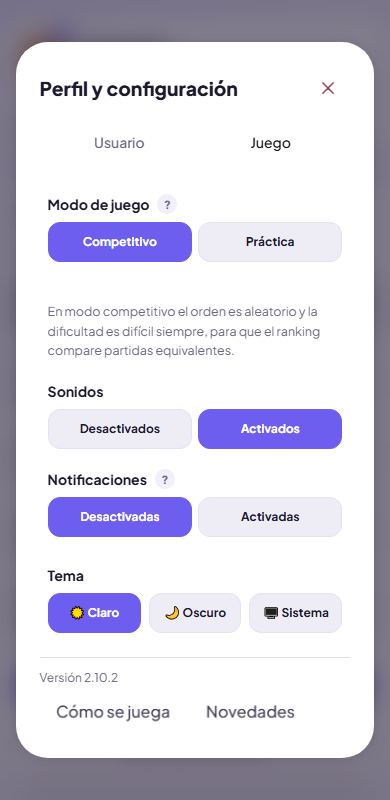 Perfil y configuración
Usuario
Juego
Modo de juego ?
Competitivo
Práctica
En modo competitivo el orden es aleatorio y la
dificultad es difícil siempre, para que el ranking
compare partidas equivalentes.
Sonidos
Desactivados
Activados
Notificaciones ?
Desactivadas
Activadas
Tema
Claro
Oscuro
Sistema
Versión 2.10.2
Cómo se juega
Novedades